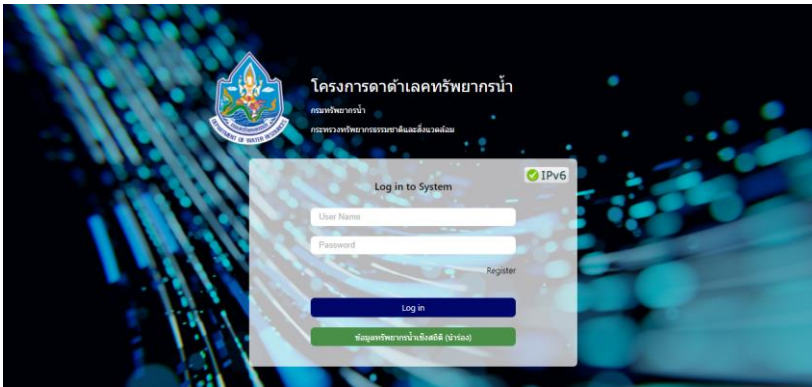 โครงการดาต้าเลคทรัพยากรน้ำ
กรมทรัพยากรน้ำ
กระทรวงทรัพยากรธรรมชาติและสิ่งแวดล้อม
DEPARTMENT OF WATER RESOURCES
IPv6
Log in to System
User Name
Password
Register
Log in
ข้อมูลทรัพยากรน้ำเชิงสถิติ (นำร่อง)